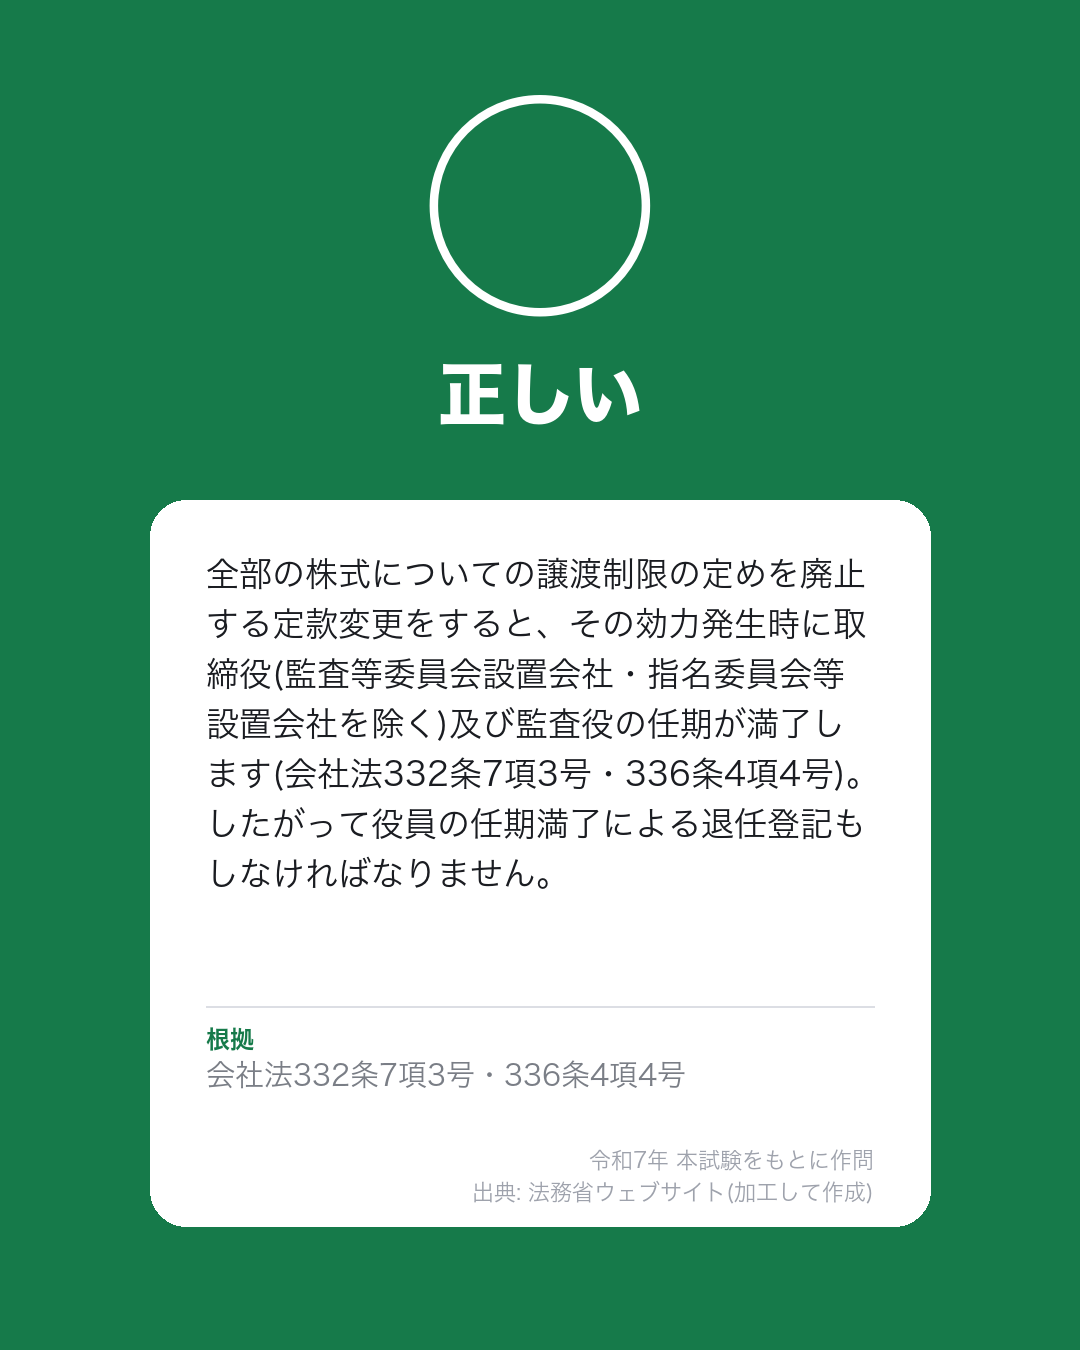 正しい
全部の株式についての譲渡制限の定めを廃止
する定款変更をすると、その効力発生時に取
締役(監査等委員会設置会社・指名委員会等
設置会社を除く)及び監査役の任期が満了し
ます(会社法332条7項3号・336条4項4号)。
したがって役員の任期満了による退任登記も
しなければなりません。
根拠
会社法332条7項3号・336条4項4号
令和7年 本試験をもとに作問
出典: 法務省ウェブサイト(加工して作成)